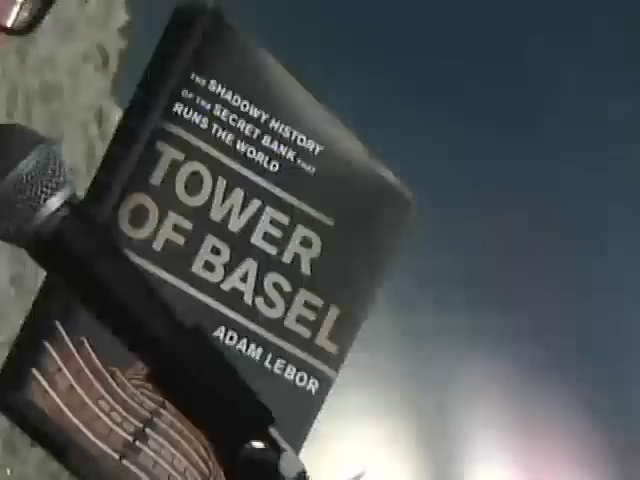 THE SHADOWY HISTORY
OF THE SECRET BANK THAT
RUNS THE WORLD
TOWER
OF BASEL
ADAM LEBOR